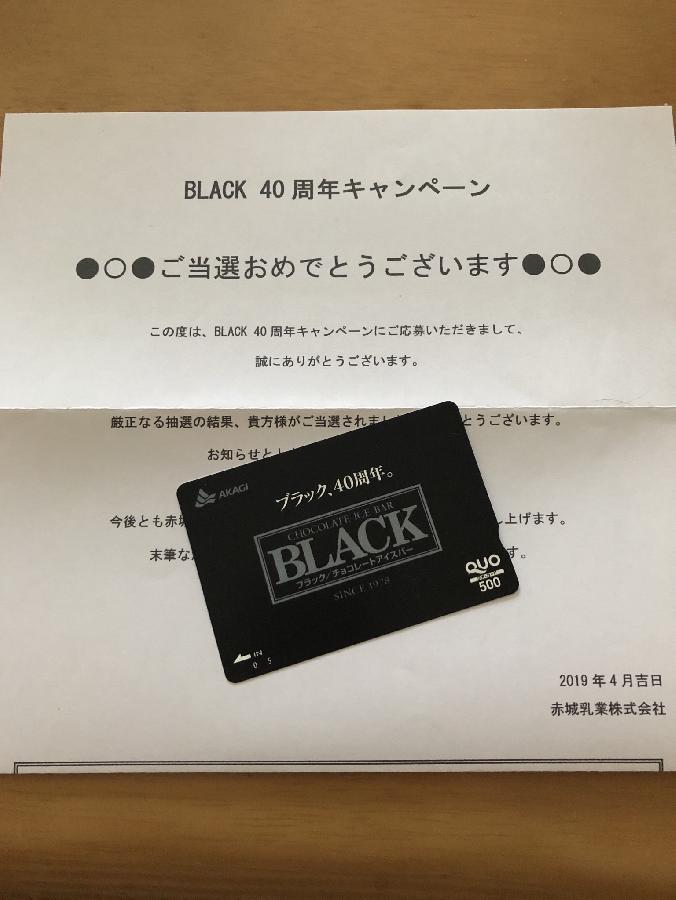 BLACK 40周年キャンペーン
●○●ご当選おめでとうございます●○●
この度は、BLACK 40周年キャンペーンにご応募いただきまして、
誠にありがとうございます。
厳正なる抽選の結果、貴方様がご当選されまし とうございます。
お知らせと
今後とも赤城 し上げます。
末筆な す。
AKAGI
ブラック、40周年。
CHOCOLATE ICE BAR
BLACK
ブラック/チョコレートアイスバー
SINCE 1978
QUO
500
IN
0 5
2019年4月吉日
赤城乳業株式会社